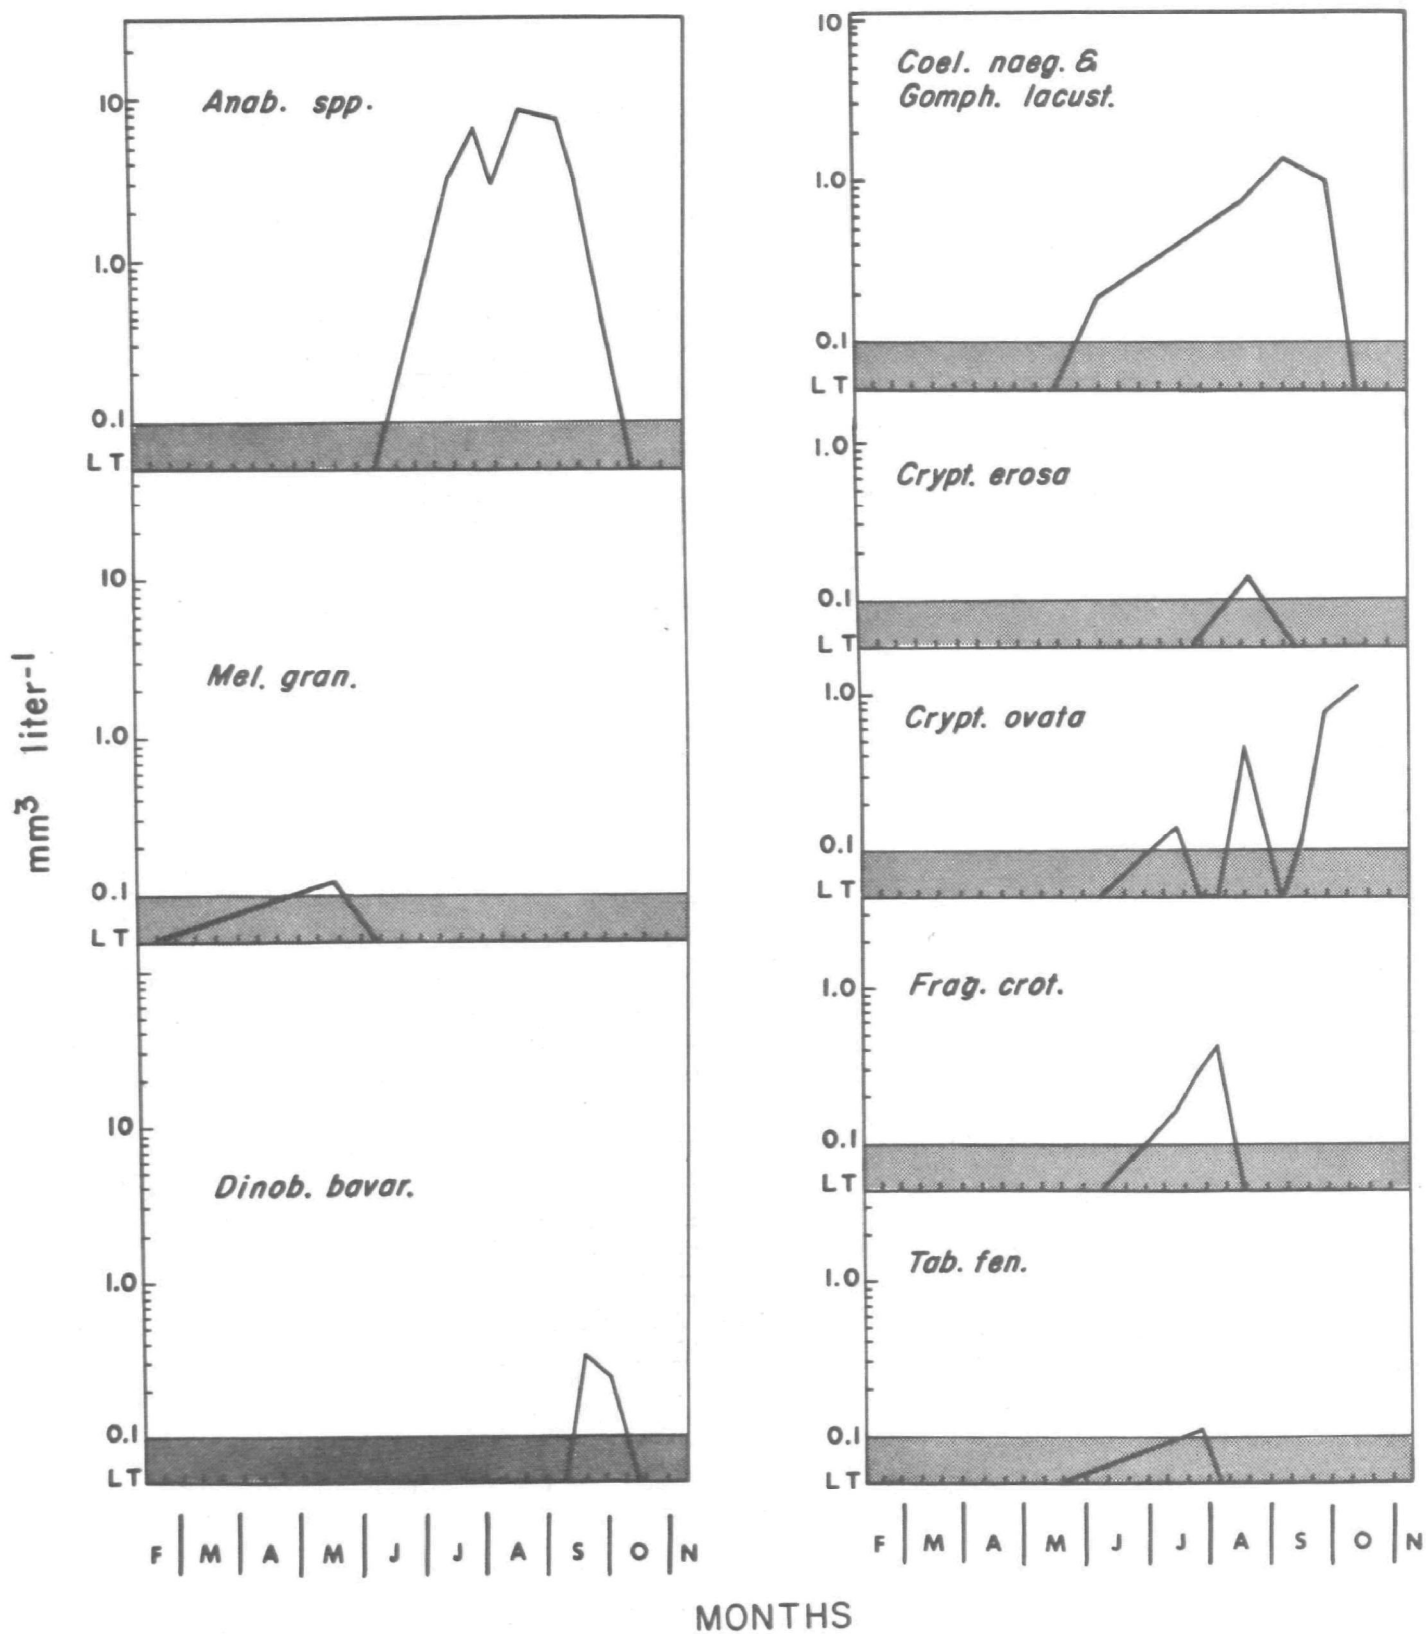 mm³ liter-1
Anab. spp.
10
1.0
0.1
LT
Mel. gran.
10
1.0
0.1
LT
Dinob. bavar.
10
1.0
0.1
LT
F | M | A | M | J | J | A | S | O | N
Coel. naeg. &
Gomph. lacust.
10
1.0
0.1
LT
1.0
Crypt. erosa
0.1
LT
1.0
Crypt. ovata
0.1
LT
1.0
Frag. crot.
0.1
LT
Tab. fen.
1.0
0.1
LT
F | M | A | M | J | J | A | S | O | N
MONTHS